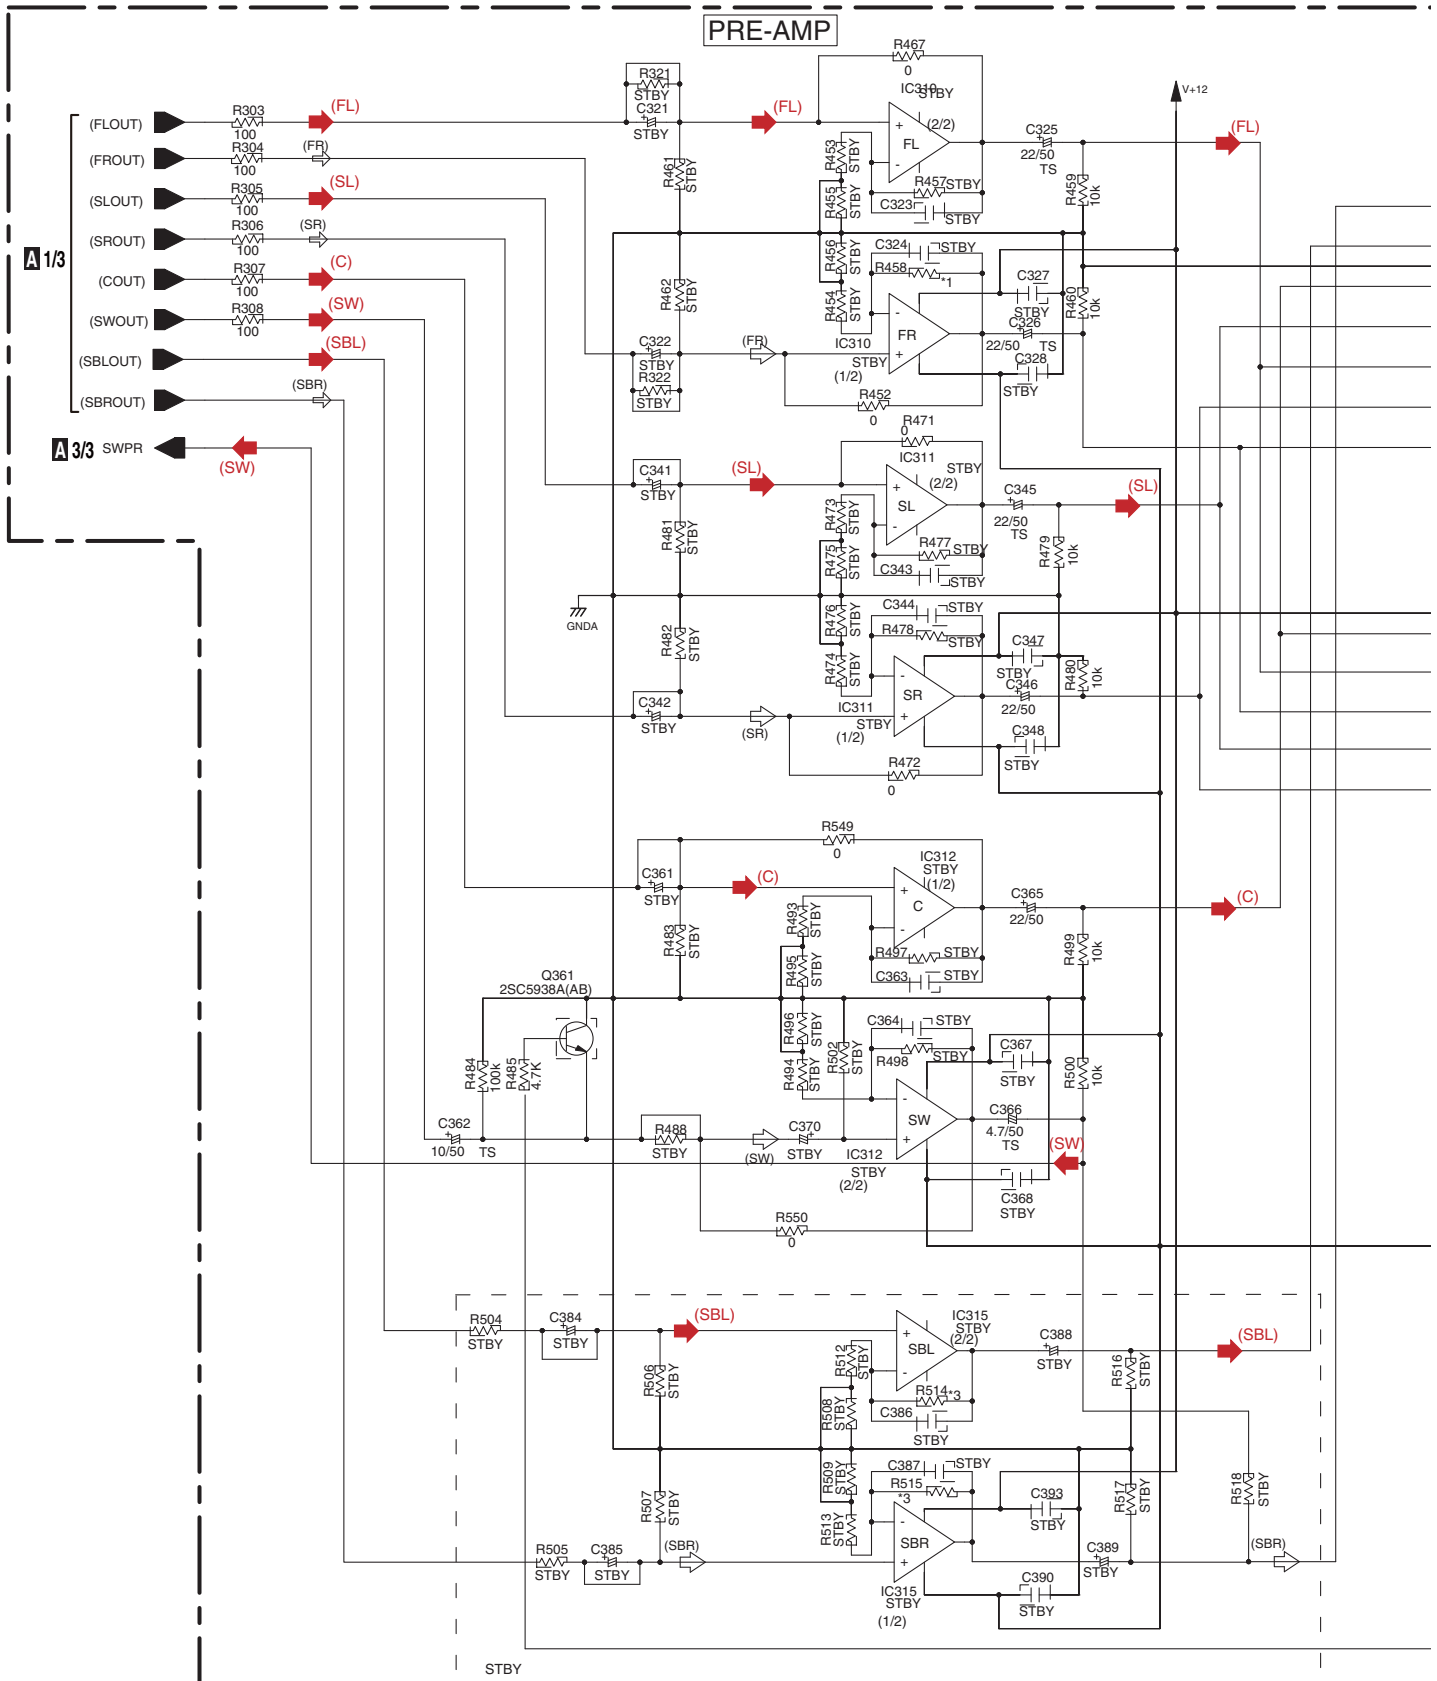 PRE-AMP
R467
0
R321
STBY
C321
STBY
IC310
STBY
(2/2)
V+12
(FLOUT)
R303
100
(FL)
(FL)
+
FL
-
C325
22/50
TS
(FL)
(FROUT)
R304
100
(FR)
R461
STBY
R453
STBY
R457
STBY
R455
STBY
C323
STBY
R459
10k
(SLOUT)
R305
100
(SL)
(SROUT)
R306
100
(SR)
A 1/3
(COUT)
R307
100
(C)
R462
STBY
R456
STBY
C324
STBY
R458
*1
R454
STBY
C327
STBY
R460
10k
(SWOUT)
R308
100
(SW)
(SBLOUT)
(SBL)
C322
STBY
R322
STBY
(FR)
IC310
STBY
(1/2)
-
FR
+
C326
22/50
TS
C328
STBY
(SBROUT)
(SBR)
R452
0
A 3/3 SWPR
(SW)
R471
0
IC311
STBY
(2/2)
C341
STBY
(SL)
+
SL
-
C345
22/50
TS
(SL)
R481
STBY
R473
STBY
R477
STBY
R475
STBY
C343
STBY
R479
10k
GNDA
R482
STBY
R476
STBY
C344
STBY
R478
STBY
R474
STBY
C347
STBY
R480
10k
C342
STBY
(SR)
IC311
STBY
(1/2)
-
SR
+
C346
22/50
C348
STBY
R472
0
R549
0
C361
STBY
(C)
IC312
STBY
(1/2)
+
C
-
C365
22/50
(C)
R483
STBY
R493
STBY
R497
STBY
R495
STBY
C363
STBY
R499
10k
Q361
2SC5938A(AB)
R484
100k
R485
4.7K
R496
STBY
R494
STBY
R502
STBY
C364
STBY
R498
STBY
C367
STBY
R500
10k
C362
10/50
TS
R488
STBY
(SW)
C370
STBY
IC312
STBY
(2/2)
-
SW
+
C366
4.7/50
TS
(SW)
C368
STBY
R550
0
R504
STBY
C384
STBY
(SBL)
IC315
STBY
(2/2)
+
SBL
-
C388
STBY
(SBL)
R506
STBY
R512
STBY
R514
*3
R508
STBY
C386
STBY
R516
STBY
R507
STBY
R509
STBY
C387
STBY
R515
*3
R513
STBY
C393
STBY
R517
STBY
R518
STBY
R505
STBY
C385
STBY
(SBR)
-
SBR
+
IC315
STBY
(1/2)
C389
STBY
(SBR)
C390
STBY
STBY